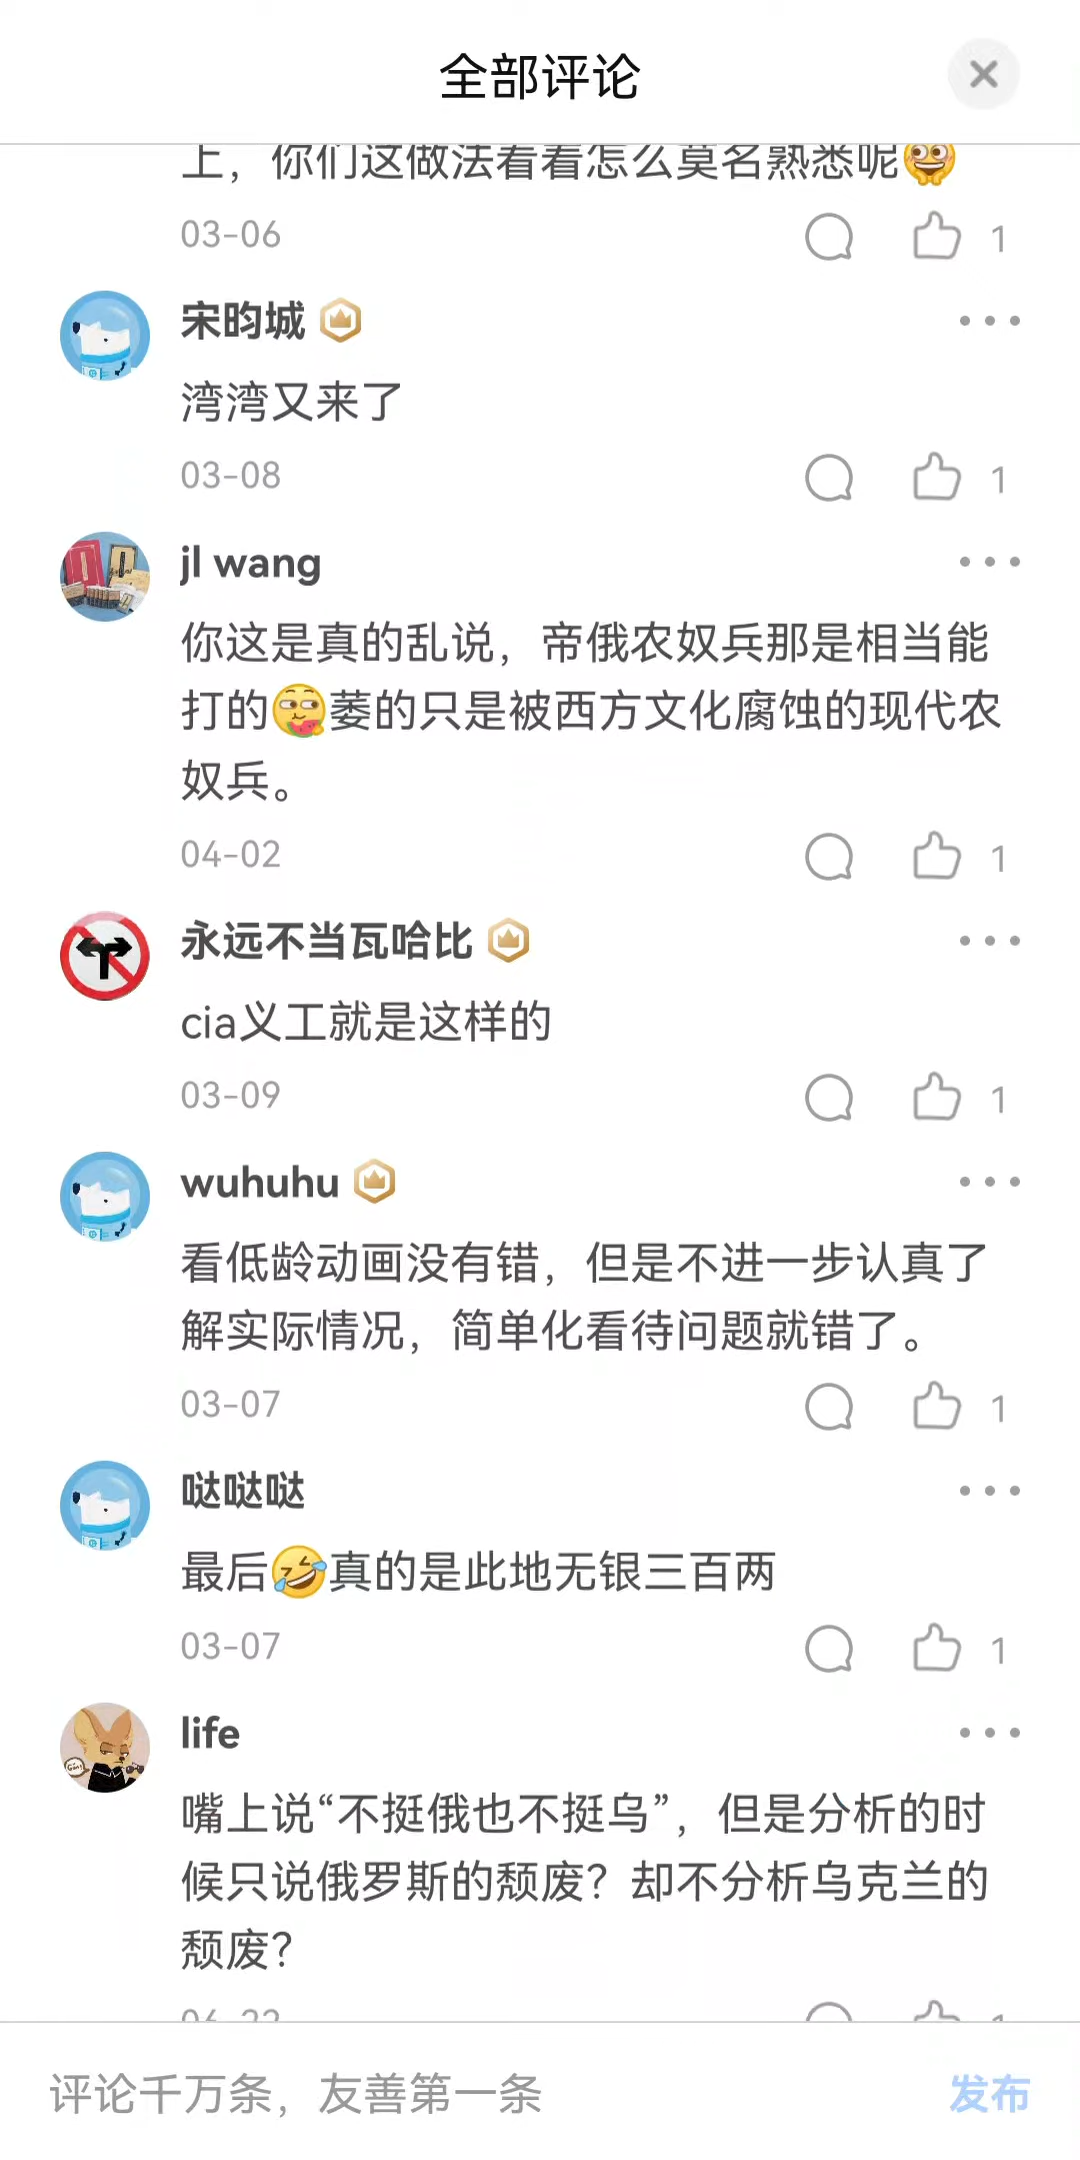 全部评论
上，你们这做法看看怎么莫名熟悉呢
03-06
1
宋昀城
湾湾又来了
03-08
1
jl wang
你这是真的乱说，帝俄农奴兵那是相当能
打的萎的只是被西方文化腐蚀的现代农
奴兵。
04-02
1
永远不当瓦哈比
cia义工就是这样的
03-09
1
wuhuhu
看低龄动画没有错，但是不进一步认真了
解实际情况，简单化看待问题就错了。
03-07
1
哒哒哒
最后真的是此地无银三百两
03-07
1
life
嘴上说“不挺俄也不挺乌”，但是分析的时
候只说俄罗斯的颓废？却不分析乌克兰的
颓废？
06-22
1
评论千万条，友善第一条
发布